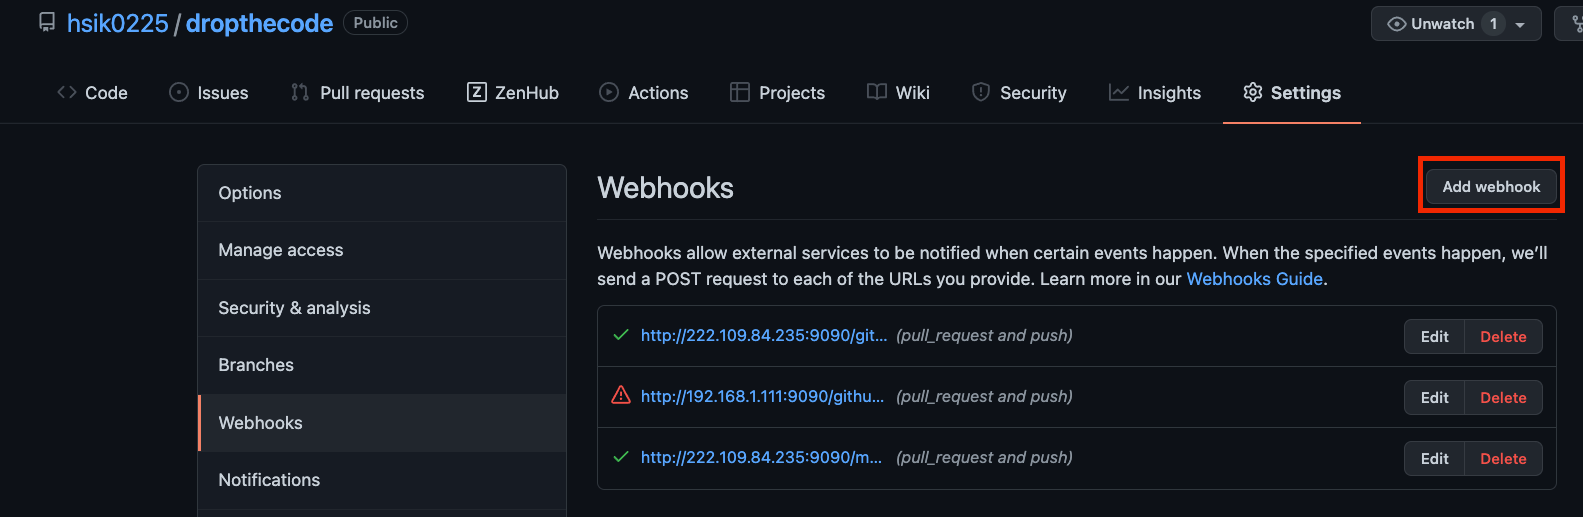 hsik0225 / dropthecode Public
Unwatch 1
Code Issues Pull requests ZenHub Actions Projects Wiki Security Insights Settings
Options
Manage access
Security & analysis
Branches
Webhooks
Notifications
Webhooks
Add webhook
Webhooks allow external services to be notified when certain events happen. When the specified events happen, we’ll
send a POST request to each of the URLs you provide. Learn more in our Webhooks Guide.
http://222.109.84.235:9090/git... (pull_request and push) Edit Delete
http://192.168.1.111:9090/githu... (pull_request and push) Edit Delete
http://222.109.84.235:9090/m... (pull_request and push) Edit Delete